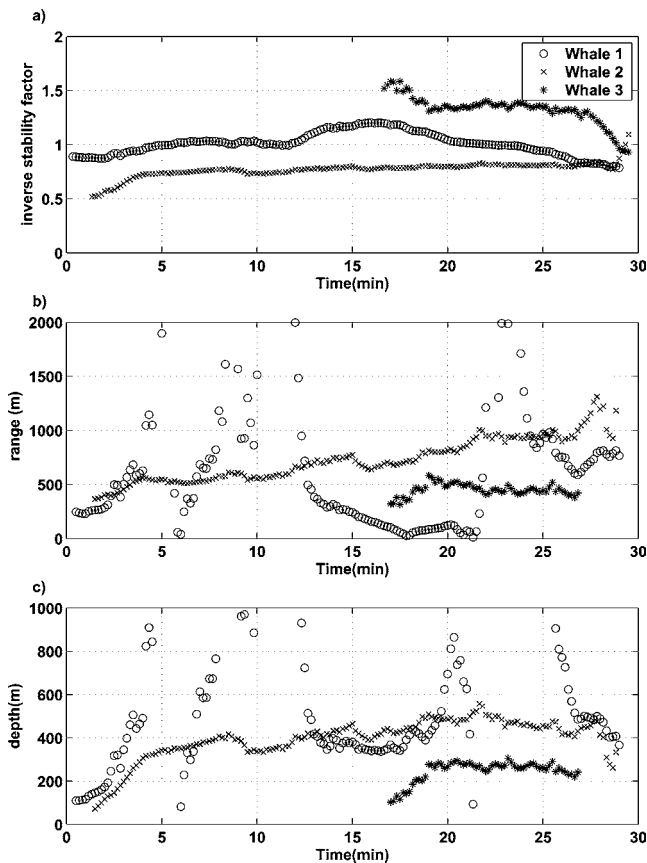 a)
2
1.5
1
0.5
0
inverse stability factor
Whale 1
Whale 2
Whale 3
0 5 10 15 20 25 30
Time(min)
b)
2000
1500
1000
500
0
range (m)
0 5 10 15 20 25 30
Time(min)
c)
1000
800
600
400
200
0
depth(m)
0 5 10 15 20 25 30
Time(min)